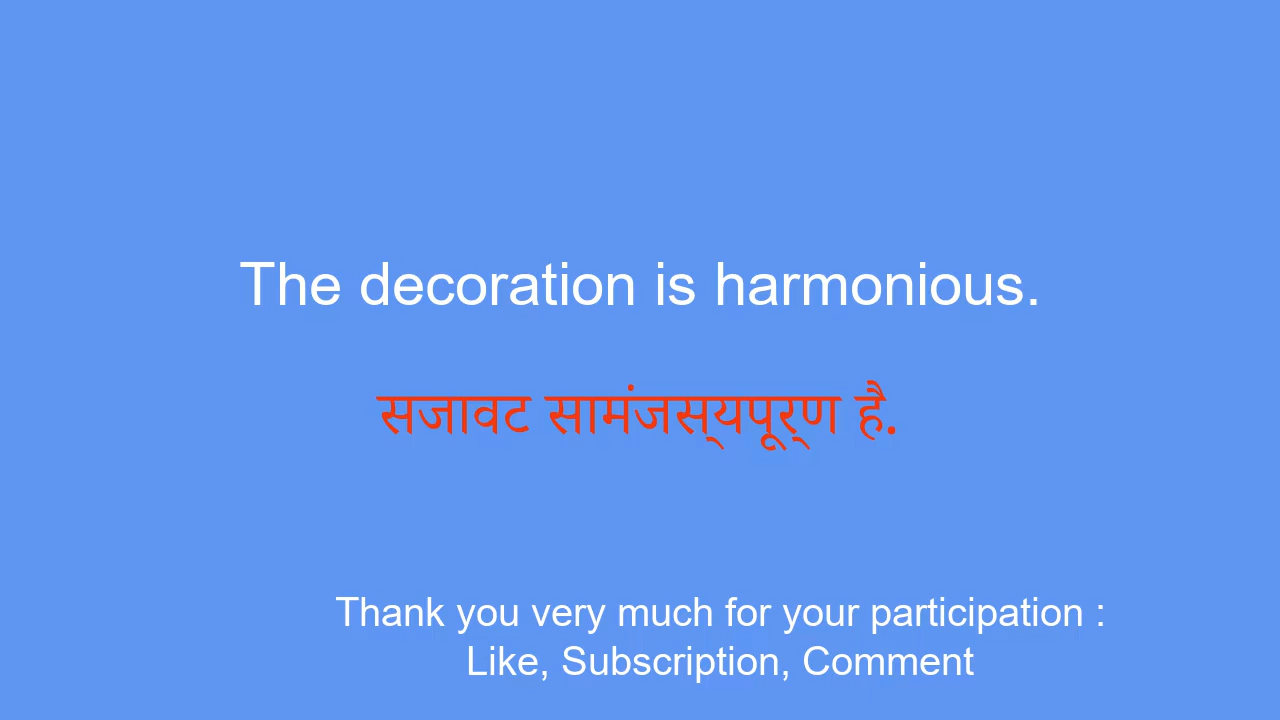 The decoration is harmonious.
सजावट सामंजस्यपूर्ण है.
Thank you very much for your participation :
Like, Subscription, Comment